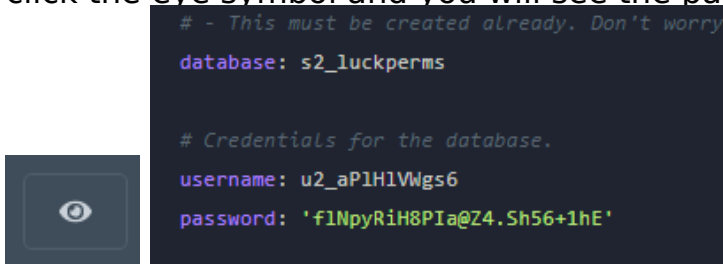 click the eye symbol and you will see the pa
# - This must be created already. Don't worry
database: s2_luckperms
# Credentials for the database.
username: u2_aPlHlVWgs6
password: 'flNpyRiH8PIa@Z4.Sh56+1hE'